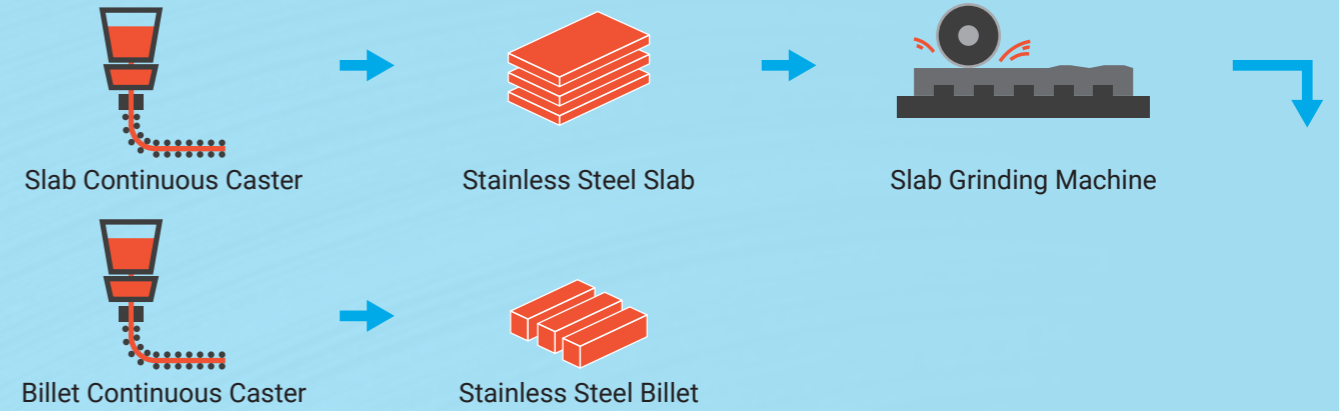 Slab Continuous Caster
Stainless Steel Slab
Slab Grinding Machine
Billet Continuous Caster
Stainless Steel Billet